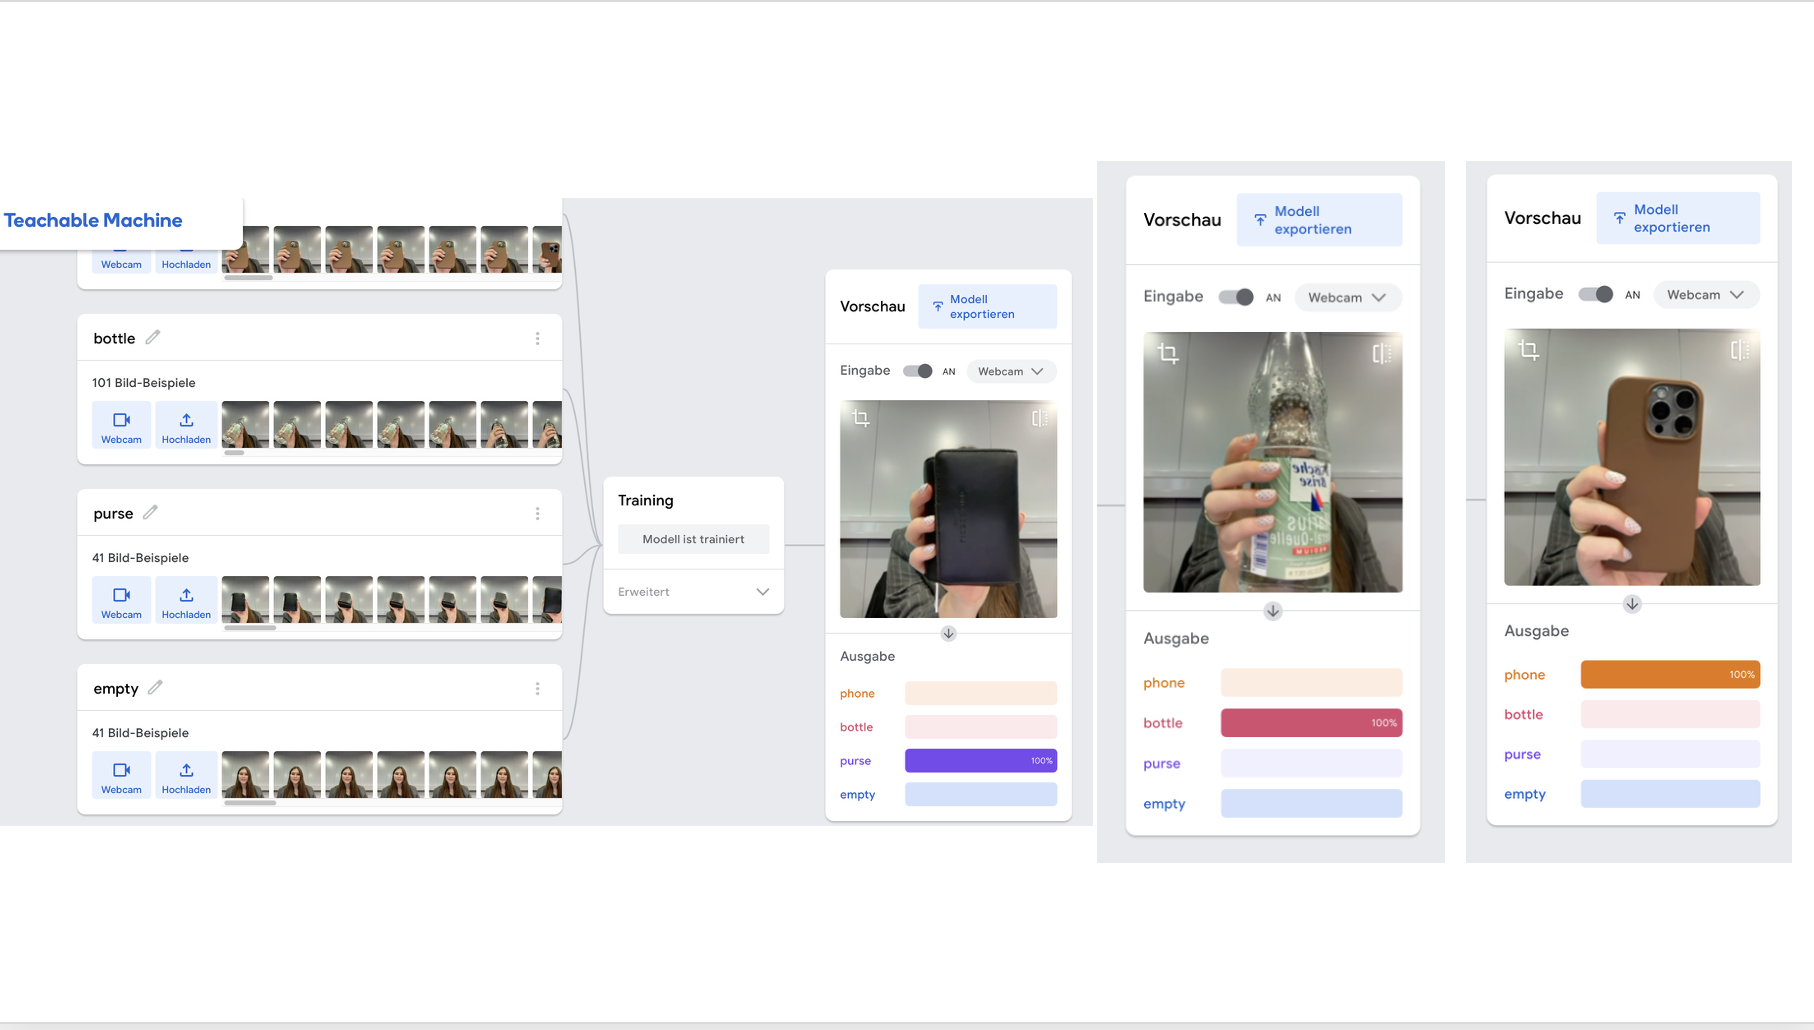 Teachable Machine
Webcam
Hochladen
bottle
101 Bild-Beispiele
Webcam
Hochladen
purse
41 Bild-Beispiele
Webcam
Hochladen
empty
41 Bild-Beispiele
Webcam
Hochladen
Training
Modell ist trainiert
Erweitert
Vorschau
Modell
exportieren
Eingabe
AN
Webcam
Ausgabe
phone
bottle
purse
100%
empty
Vorschau
Modell
exportieren
Eingabe
AN
Webcam
Ausgabe
phone
bottle
100%
purse
empty
Vorschau
Modell
exportieren
Eingabe
AN
Webcam
Ausgabe
phone
100%
bottle
purse
empty